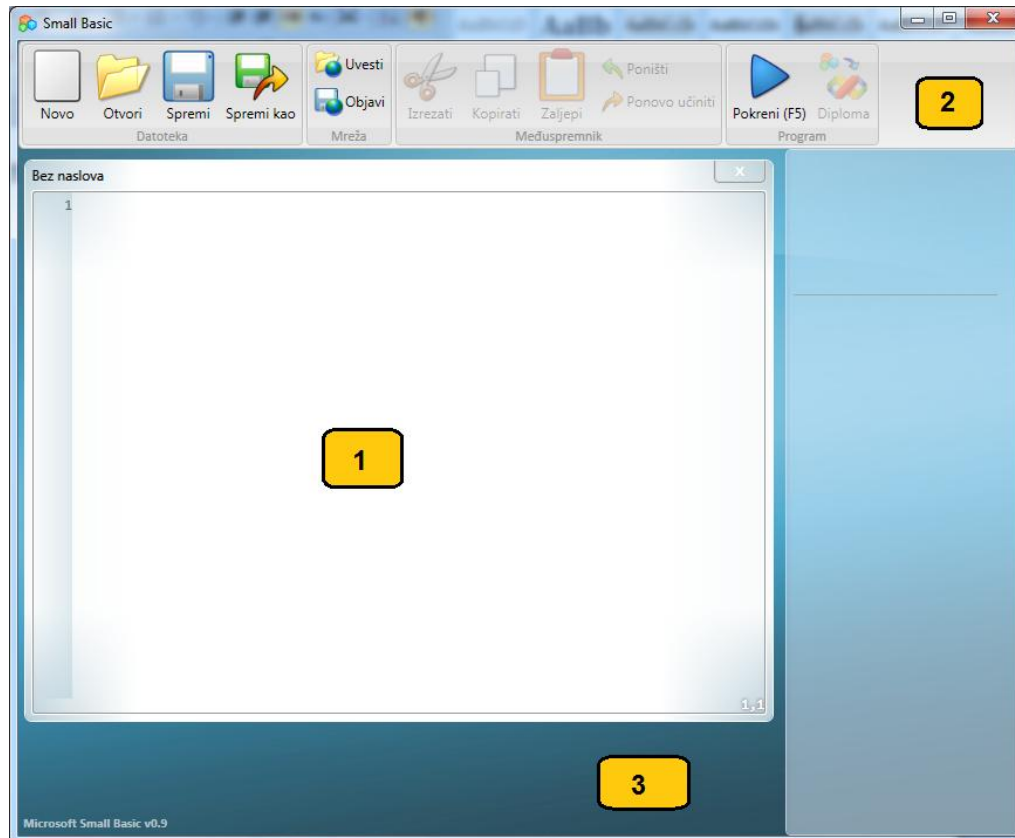 Small Basic
Novo Otvori Spremi Spremi kao
Datoteka
Uvesti
Objavi
Mreža
Izrezati Kopirati Zaljepi
Poništi
Ponovo učiniti
Međuspremnik
Pokreni (F5) Diploma
Program
2
Bez naslova
1
1
1,1
3
Microsoft Small Basic v0.9